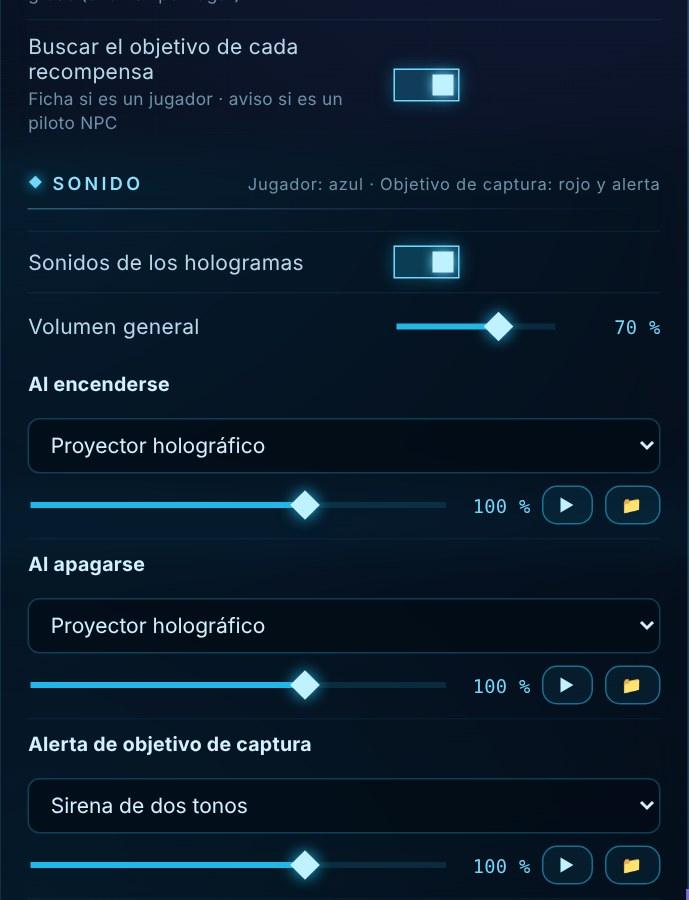 Buscar el objetivo de cada
recompensa
Ficha si es un jugador · aviso si es un
piloto NPC
SONIDO
Jugador: azul · Objetivo de captura: rojo y alerta
Sonidos de los hologramas
Volumen general
70 %
Al encenderse
Proyector holográfico
100 %
Al apagarse
Proyector holográfico
100 %
Alerta de objetivo de captura
Sirena de dos tonos
100 %